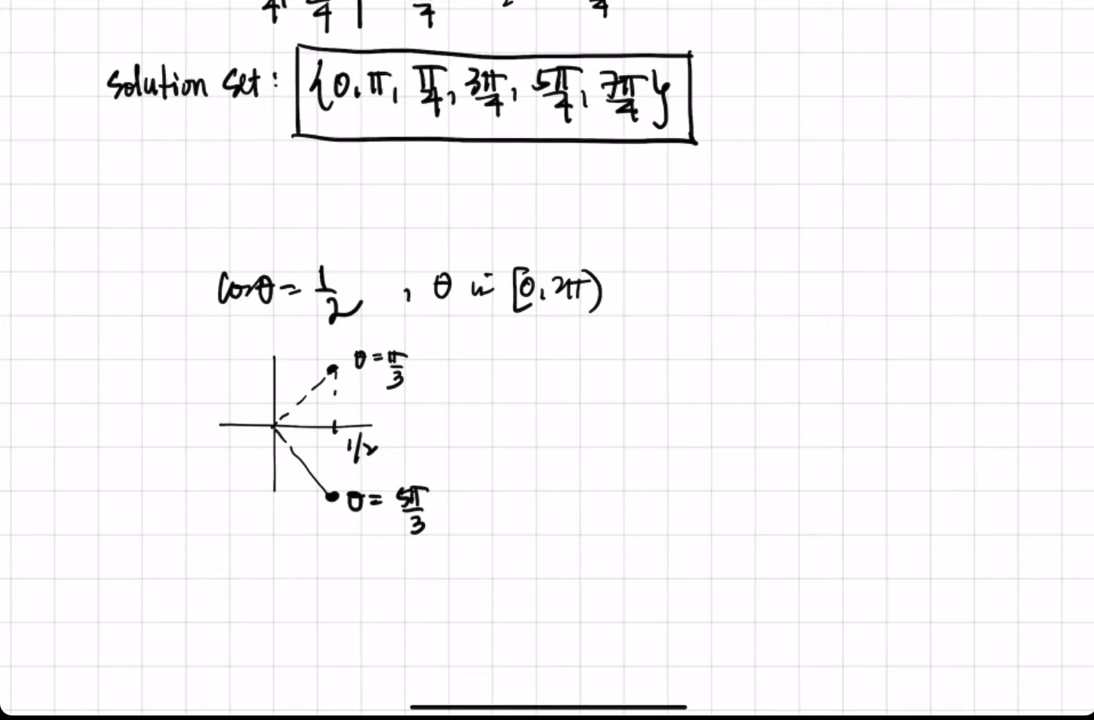 Solution Set: {0, π, π/4, 3π/4, 5π/4, 7π/4}
cosθ = 1/2 , θ in [0, 2π)
θ = π/3
1/2
θ = 5π/3